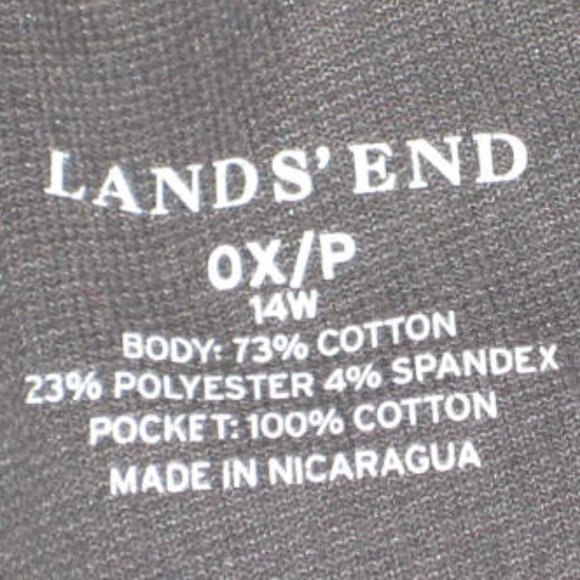 LANDS' END
0X/P
14W
BODY: 73% COTTON
23% POLYESTER 4% SPANDEX
POCKET: 100% COTTON
MADE IN NICARAGUA